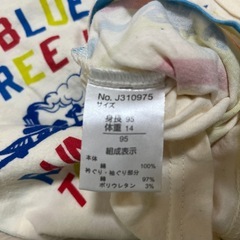 BLUE
REE
No. J310975
サイズ
身長 95
体重 14
95
組成表示
本体
綿 100%
衿ぐり・袖ぐり部分
綿 97%
ポリウレタン 3%